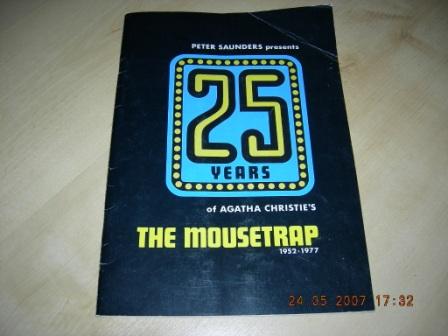 PETER SAUNDERS presents
25
YEARS
of AGATHA CHRISTIE'S
THE MOUSETRAP
1952-1977
24 05 2007 17:32